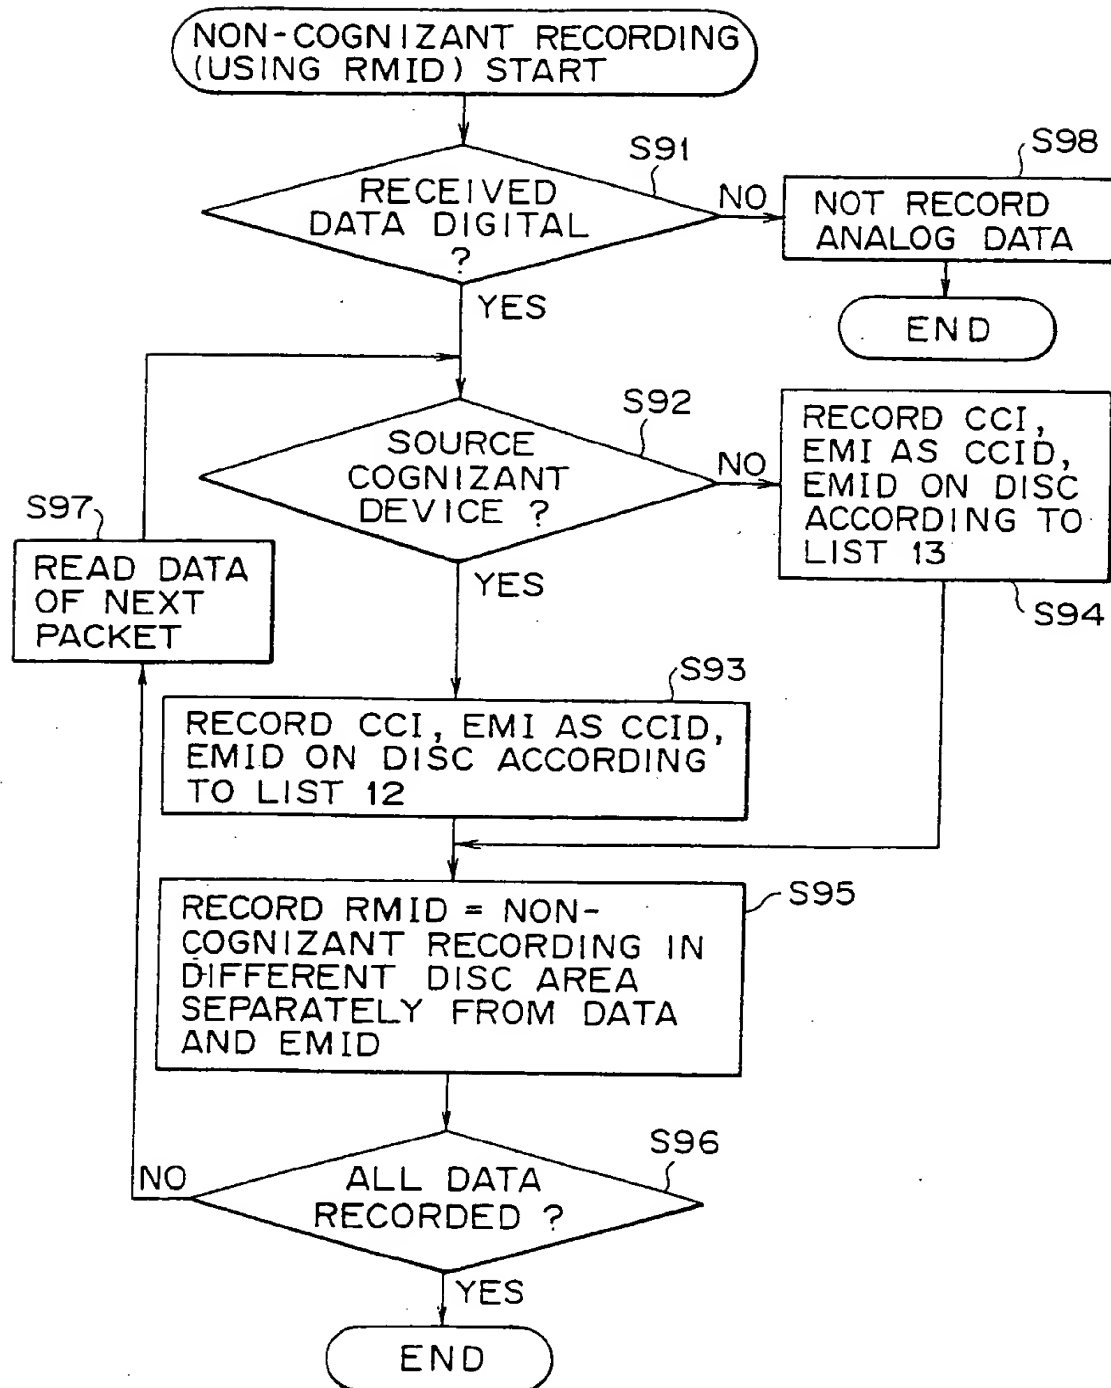 NON-COGNIZANT RECORDING
(USING RMID) START
S91
RECEIVED
DATA DIGITAL
?
NO
YES
S98
NOT RECORD
ANALOG DATA
END
S92
SOURCE
COGNIZANT
DEVICE ?
NO
YES
RECORD CCI,
EMI AS CCID,
EMID ON DISC
ACCORDING TO
LIST 13
S94
S97
READ DATA
OF NEXT
PACKET
S93
RECORD CCI, EMI AS CCID,
EMID ON DISC ACCORDING
TO LIST 12
S95
RECORD RMID = NON-
COGNIZANT RECORDING IN
DIFFERENT DISC AREA
SEPARATELY FROM DATA
AND EMID
S96
ALL DATA
RECORDED ?
NO
YES
END